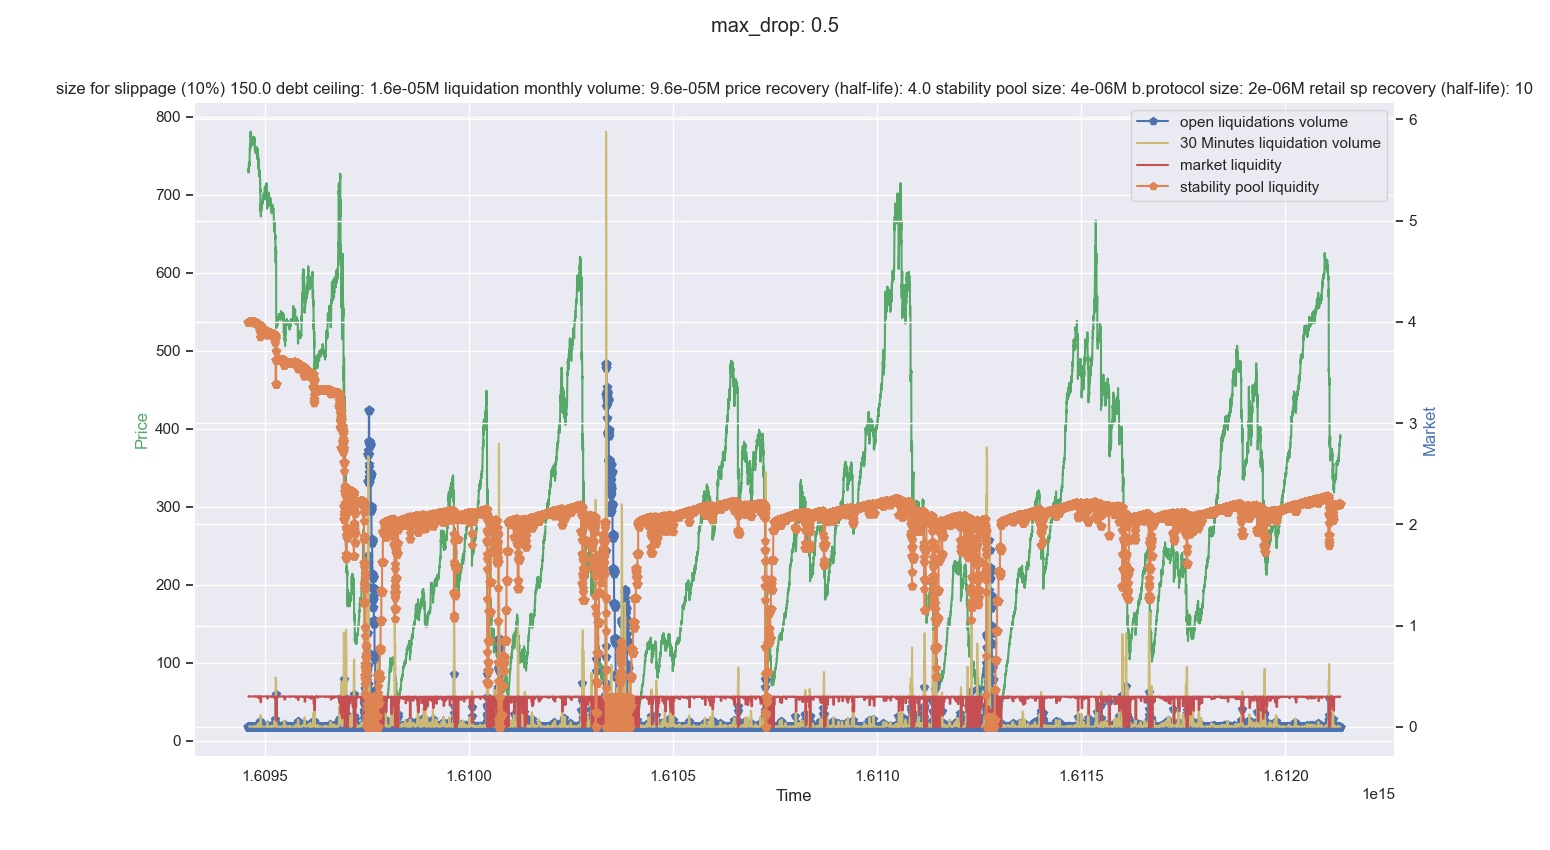 max_drop: 0.5
size for slippage (10%) 150.0 debt ceiling: 1.6e-05M liquidation monthly volume: 9.6e-05M price recovery (half-life): 4.0 stability pool size: 4e-06M b.protocol size: 2e-06M retail sp recovery (half-life): 10
open liquidations volume
30 Minutes liquidation volume
market liquidity
stability pool liquidity
800
700
600
500
400
300
200
100
0
Price
6
5
4
3
2
1
0
Market
1.6095 1.6100 1.6105 1.6110 1.6115 1.6120
Time
1e15